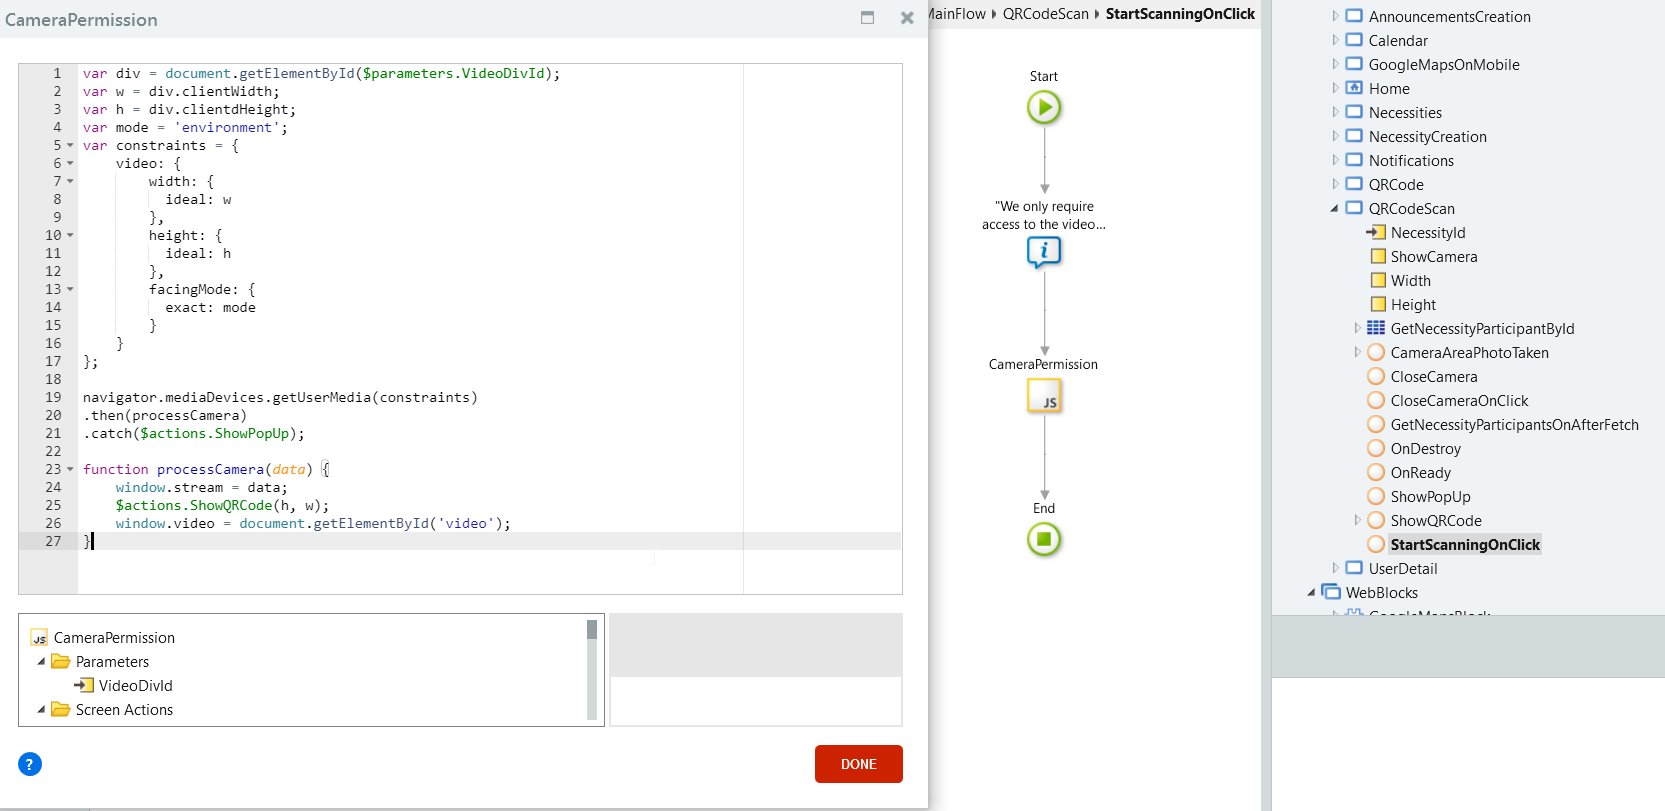 CameraPermission
1 var div = document.getElementById($parameters.VideoDivId);
2 var w = div.clientWidth;
3 var h = div.clientdHeight;
4 var mode = 'environment';
5 var constraints = {
6 video: {
7 width: {
8 ideal: w
9 },
10 height: {
11 ideal: h
12 },
13 facingMode: {
14 exact: mode
15 }
16 }
17 };
18
19 navigator.mediaDevices.getUserMedia(constraints)
20 .then(processCamera)
21 .catch($actions.ShowPopUp);
22
23 function processCamera(data) {
24 window.stream = data;
25 $actions.ShowQRCode(h, w);
26 window.video = document.getElementById('video');
27 }
JS CameraPermission
Parameters
VideoDivId
Screen Actions
?
DONE
MainFlow QRCodeScan StartScanningOnClick
Start
"We only require
access to the video...
i
CameraPermission
JS
End
AnnouncementsCreation
Calendar
GoogleMapsOnMobile
Home
Necessities
NecessityCreation
Notifications
QRCode
QRCodeScan
NecessityId
ShowCamera
Width
Height
GetNecessityParticipantById
CameraAreaPhotoTaken
CloseCamera
CloseCameraOnClick
GetNecessityParticipantsOnAfterFetch
OnDestroy
OnReady
ShowPopUp
ShowQRCode
StartScanningOnClick
UserDetail
WebBlocks
GoogleMapsBlock